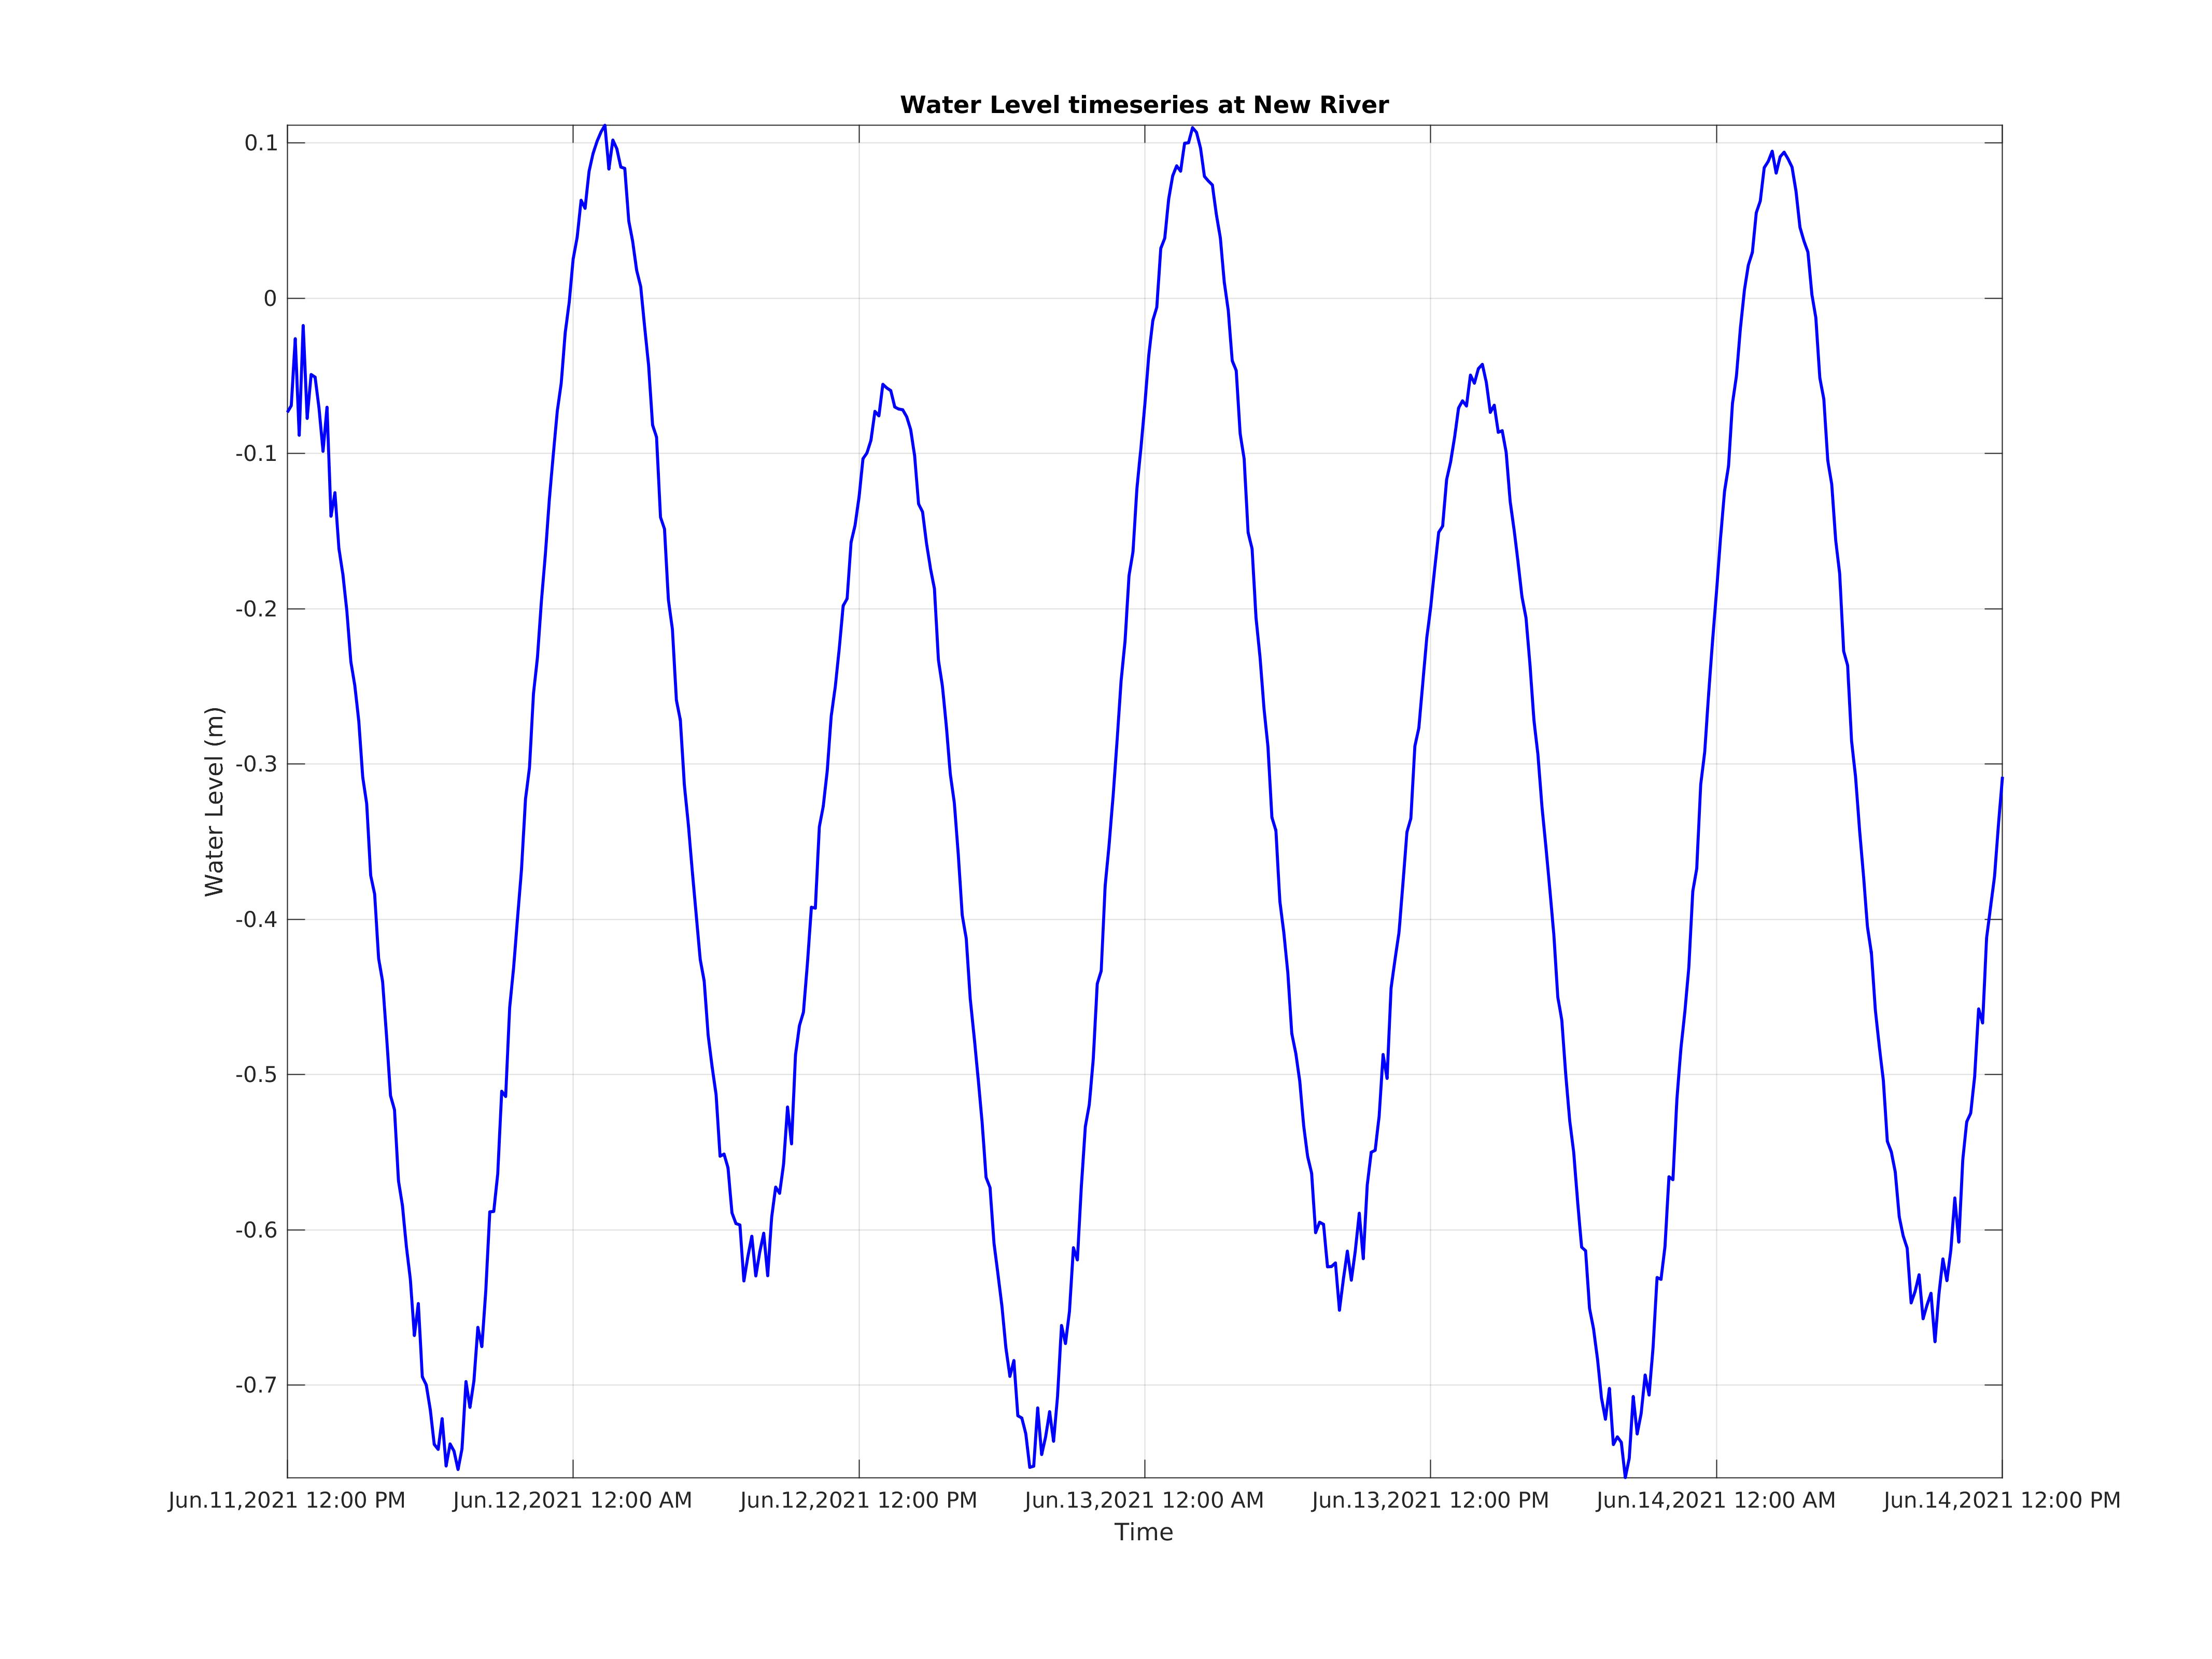 Water Level timeseries at New River
0.1
0
-0.1
-0.2
-0.3
-0.4
-0.5
-0.6
-0.7
Water Level (m)
Jun.11,2021 12:00 PM
Jun.12,2021 12:00 AM
Jun.12,2021 12:00 PM
Jun.13,2021 12:00 AM
Jun.13,2021 12:00 PM
Jun.14,2021 12:00 AM
Jun.14,2021 12:00 PM
Time